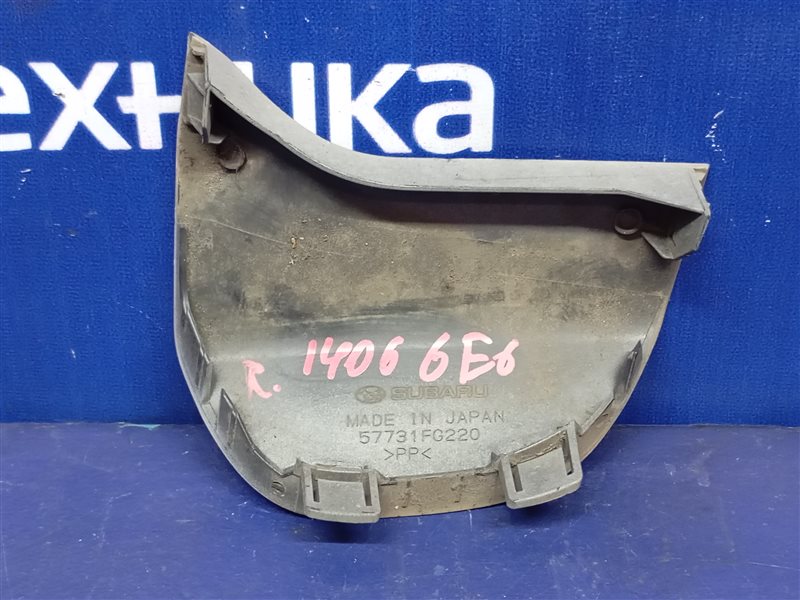 ехника
R. 1406 6E6
SUBARU
MADE IN JAPAN
57731FG220
>PP<